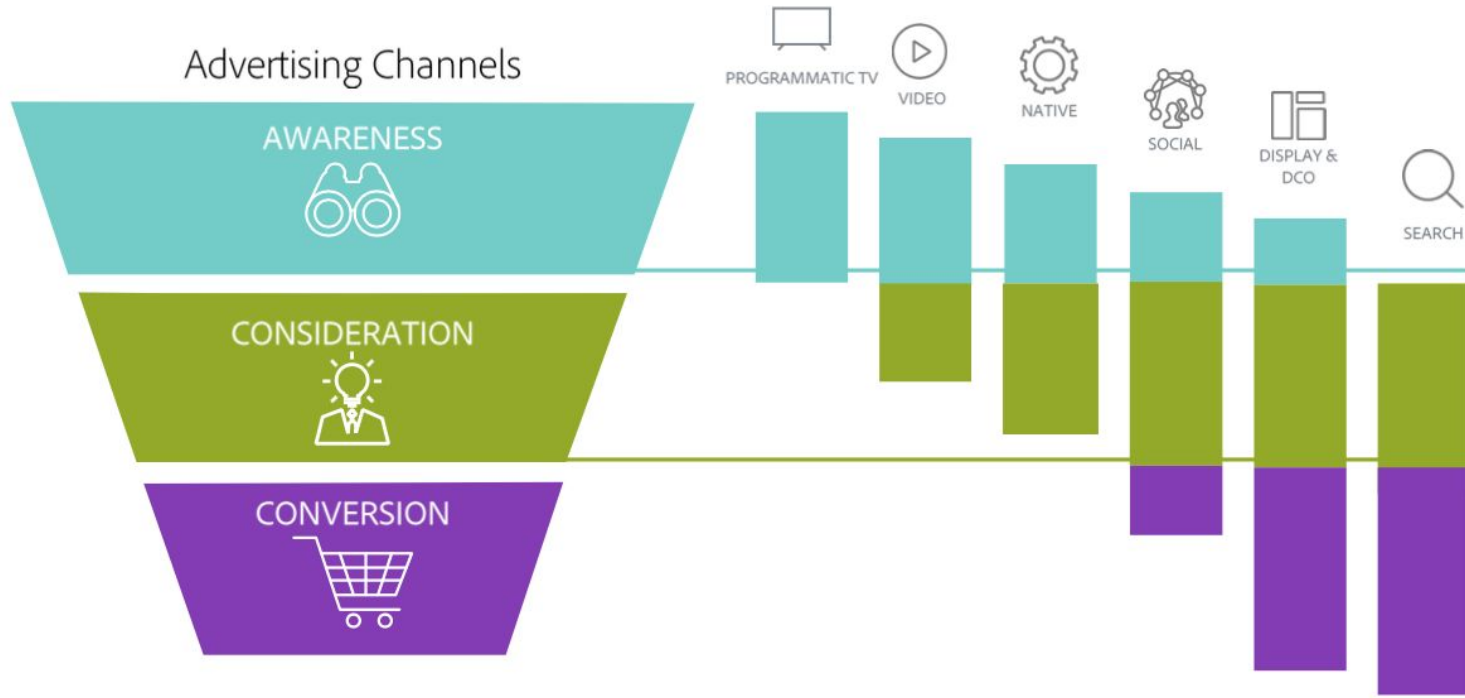 Advertising Channels
AWARENESS
CONSIDERATION
CONVERSION
PROGRAMMATIC TV
VIDEO
NATIVE
SOCIAL
DISPLAY &
DCO
SEARCH